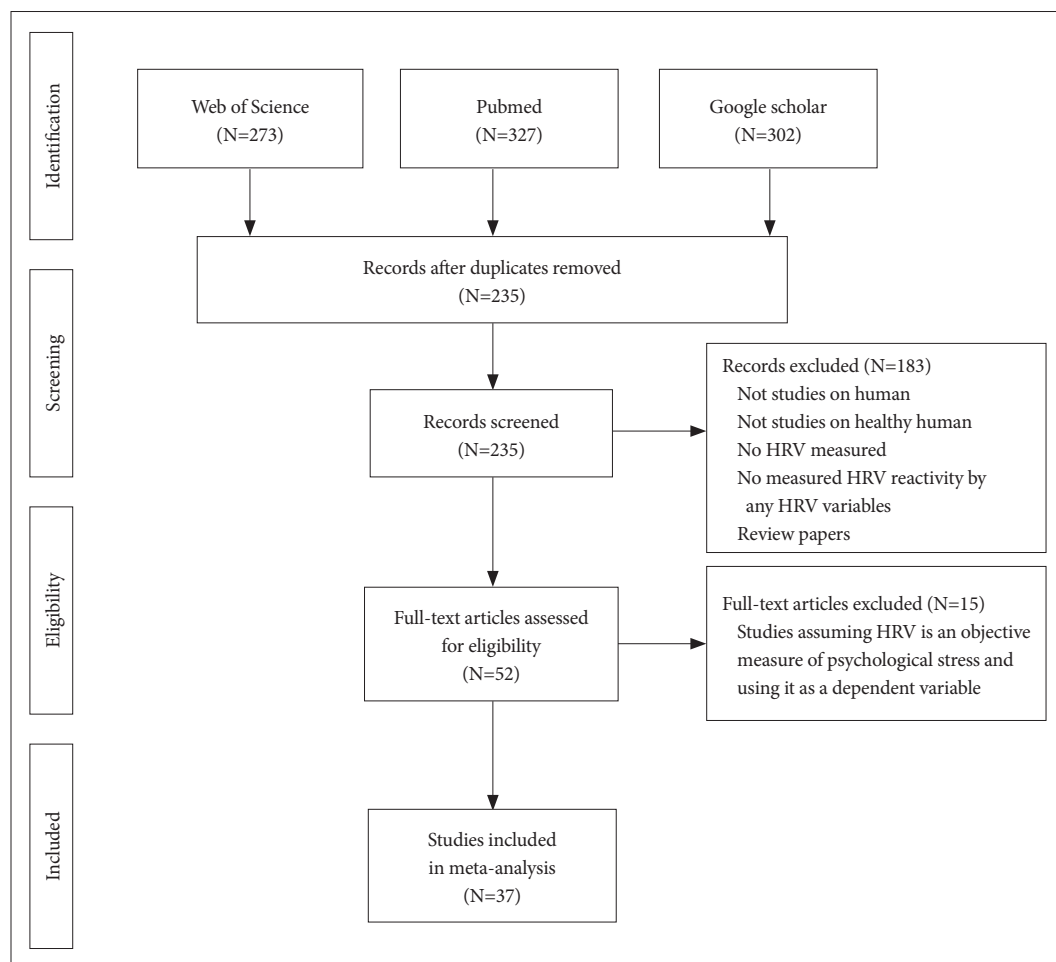 Identification
Web of Science
(N=273)
Pubmed
(N=327)
Google scholar
(N=302)
Records after duplicates removed
(N=235)
Screening
Records screened
(N=235)
Records excluded (N=183)
Not studies on human
Not studies on healthy human
No HRV measured
No measured HRV reactivity by
any HRV variables
Review papers
Eligibility
Full-text articles assessed
for eligibility
(N=52)
Full-text articles excluded (N=15)
Studies assuming HRV is an objective
measure of psychological stress and
using it as a dependent variable
Included
Studies included
in meta-analysis
(N=37)